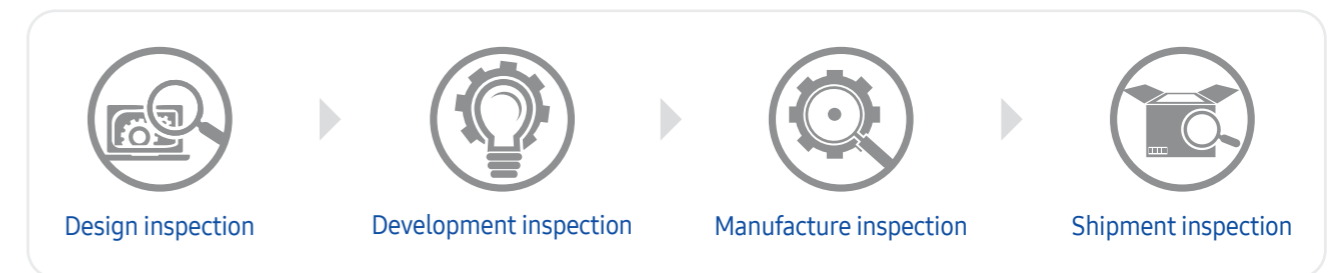 Design inspection
Development inspection
Manufacture inspection
Shipment inspection